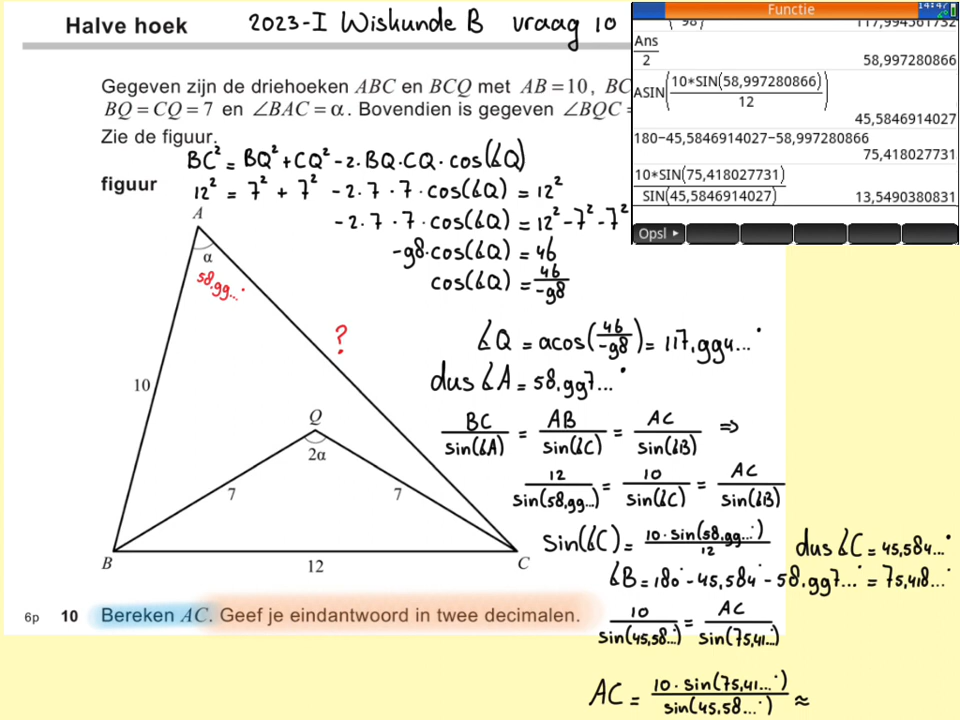 Halve hoek
2023-I Wiskunde B vraag 10
Functie
14:47
117,994561732
Ans/2
58,997280866
ASIN(10*SIN(58,997280866)/12)
45,5846914027
180-45,5846914027-58,997280866
75,418027731
10*SIN(75,418027731)/SIN(45,5846914027)
13,5490380831
Opsl ▸
Gegeven zijn de driehoeken ABC en BCQ met AB = 10, BC
BQ = CQ = 7 en ∠BAC = α. Bovendien is gegeven ∠BQC =
Zie de figuur.
figuur
BC² = BQ² + CQ² - 2·BQ·CQ·cos(∠Q)
12² = 7² + 7² - 2·7·7·cos(∠Q) = 12²
-2·7·7·cos(∠Q) = 12² - 7² - 7²
-98·cos(∠Q) = 46
cos(∠Q) = 46/-98
A
α
58,99...°
?
10
Q
2α
7
7
B
12
C
∠Q = acos(46/-98) = 117,994...°
dus ∠A = 58,997...°
BC/sin(∠A) = AB/sin(∠C) = AC/sin(∠B) ⇒
12/sin(58,99...) = 10/sin(∠C) = AC/sin(∠B)
Sin(∠C) = 10·sin(58,99...°)/12
dus ∠C = 45,584...°
∠B = 180° - 45,584° - 58,997...° = 75,418...°
10/sin(45,58...) = AC/sin(75,41...°)
AC = 10·sin(75,41...°)/sin(45,58...°) ≈
6p 10 Bereken AC. Geef je eindantwoord in twee decimalen.